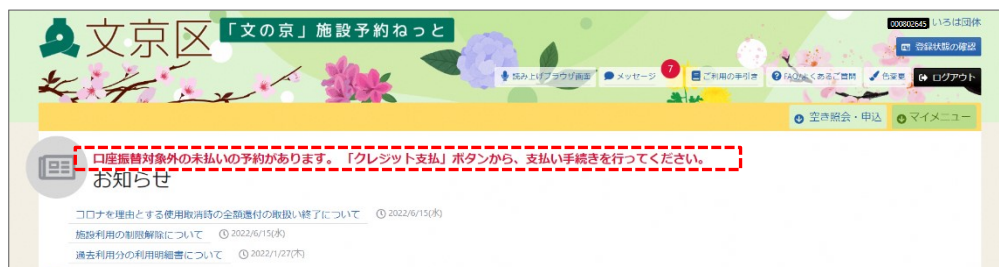 文京区 「文の京」施設予約ねっと
000802645 いろは団体
登録状態の確認
読み上げブラウザ画面 メッセージ 7 ご利用の手引き FAQ/よくあるご質問 色変更 ログアウト
空き照会・申込 マイメニュー
口座振替対象外の未払いの予約があります。「クレジット支払」ボタンから、支払い手続きを行ってください。
お知らせ
コロナを理由とする使用取消時の全額還付の取扱い終了について 2022/6/15(水)
施設利用の制限解除について 2022/6/15(水)
過去利用分の利用明細書について 2022/1/27(木)